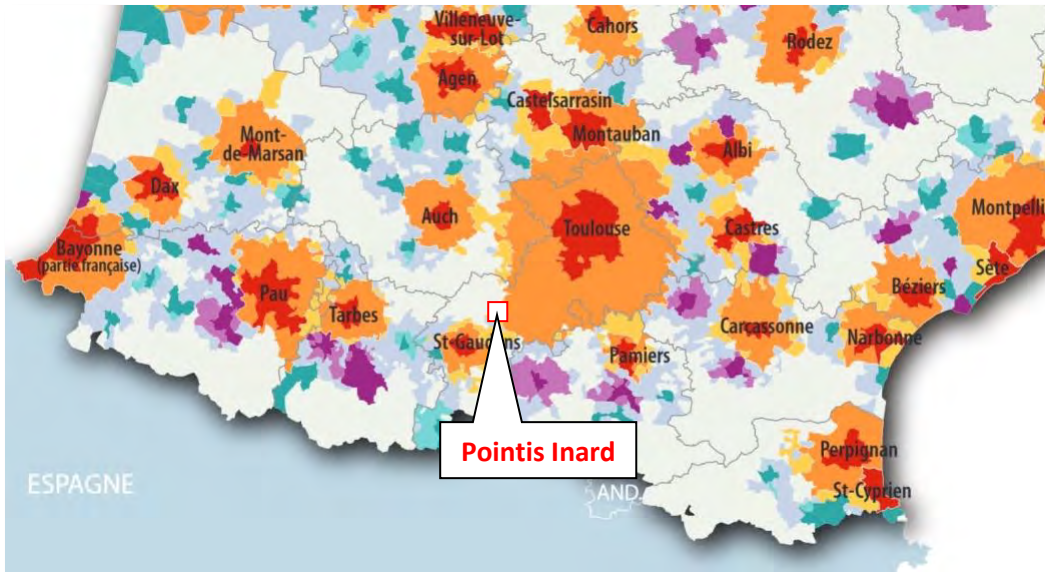 Villeneuve-
sur-Lot
Cahors
Rodez
Agen
Castelsarrasin
Montauban
Mont-
de-Marsan
Albi
Dax
Auch
Toulouse
Castres
Montpelli
Bayonne
(partie française)
Sète
Pau
Béziers
Tarbes
St-Gaudens
Carcassonne
Narbonne
Pamiers
Pointis Inard
Perpignan
ESPAGNE
AND.
St-Cyprien